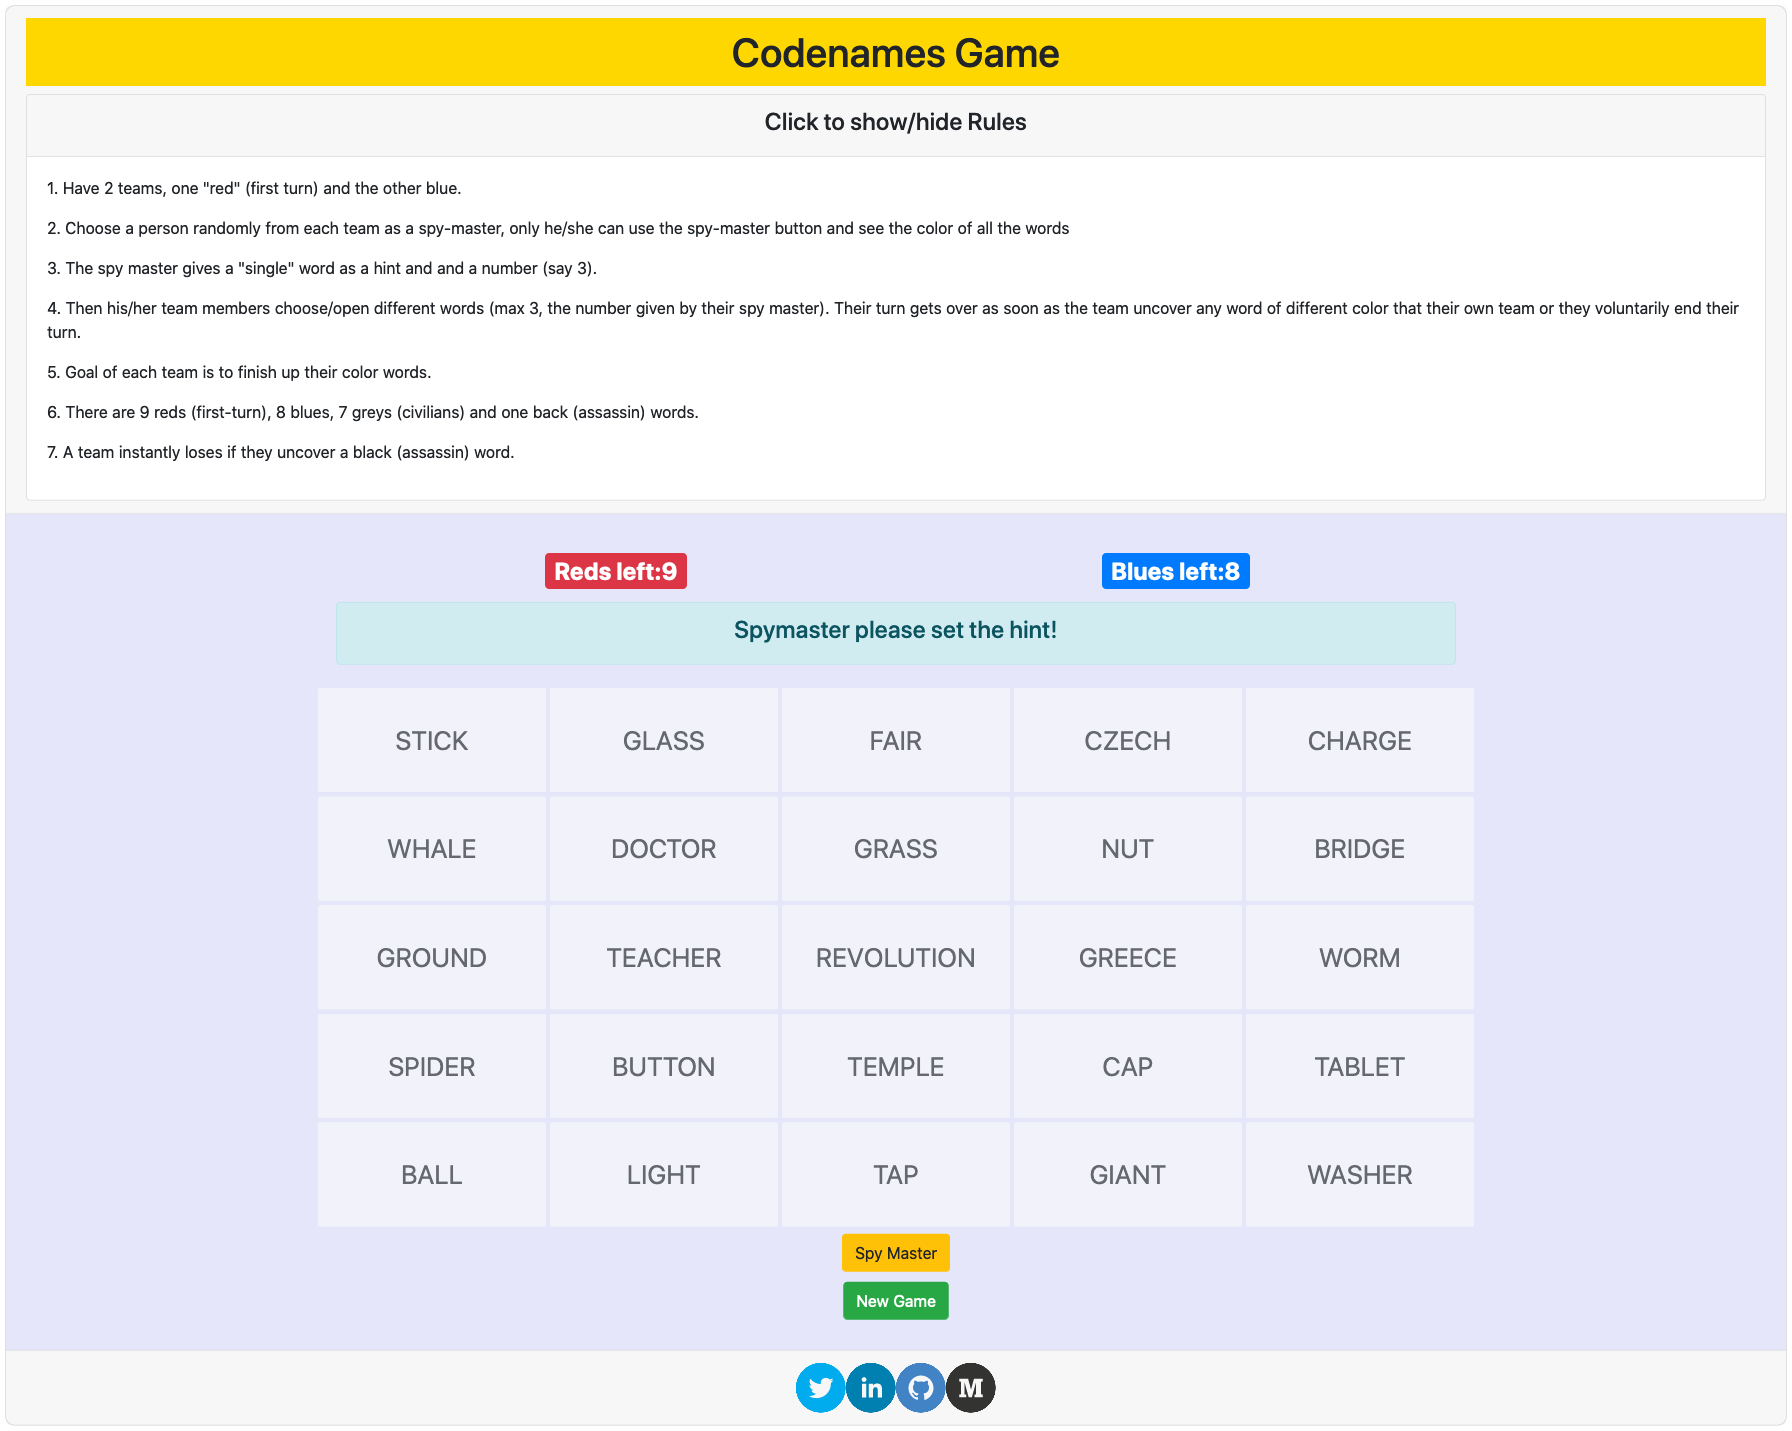 Codenames Game
Click to show/hide Rules
1. Have 2 teams, one "red" (first turn) and the other blue.
2. Choose a person randomly from each team as a spy-master, only he/she can use the spy-master button and see the color of all the words
3. The spy master gives a "single" word as a hint and and a number (say 3).
4. Then his/her team members choose/open different words (max 3, the number given by their spy master). Their turn gets over as soon as the team uncover any word of different color that their own team or they voluntarily end their
turn.
5. Goal of each team is to finish up their color words.
6. There are 9 reds (first-turn), 8 blues, 7 greys (civilians) and one back (assassin) words.
7. A team instantly loses if they uncover a black (assassin) word.
Reds left:9 Blues left:8
Spymaster please set the hint!
STICK GLASS FAIR CZECH CHARGE
WHALE DOCTOR GRASS NUT BRIDGE
GROUND TEACHER REVOLUTION GREECE WORM
SPIDER BUTTON TEMPLE CAP TABLET
BALL LIGHT TAP GIANT WASHER
Spy Master
New Game
in M